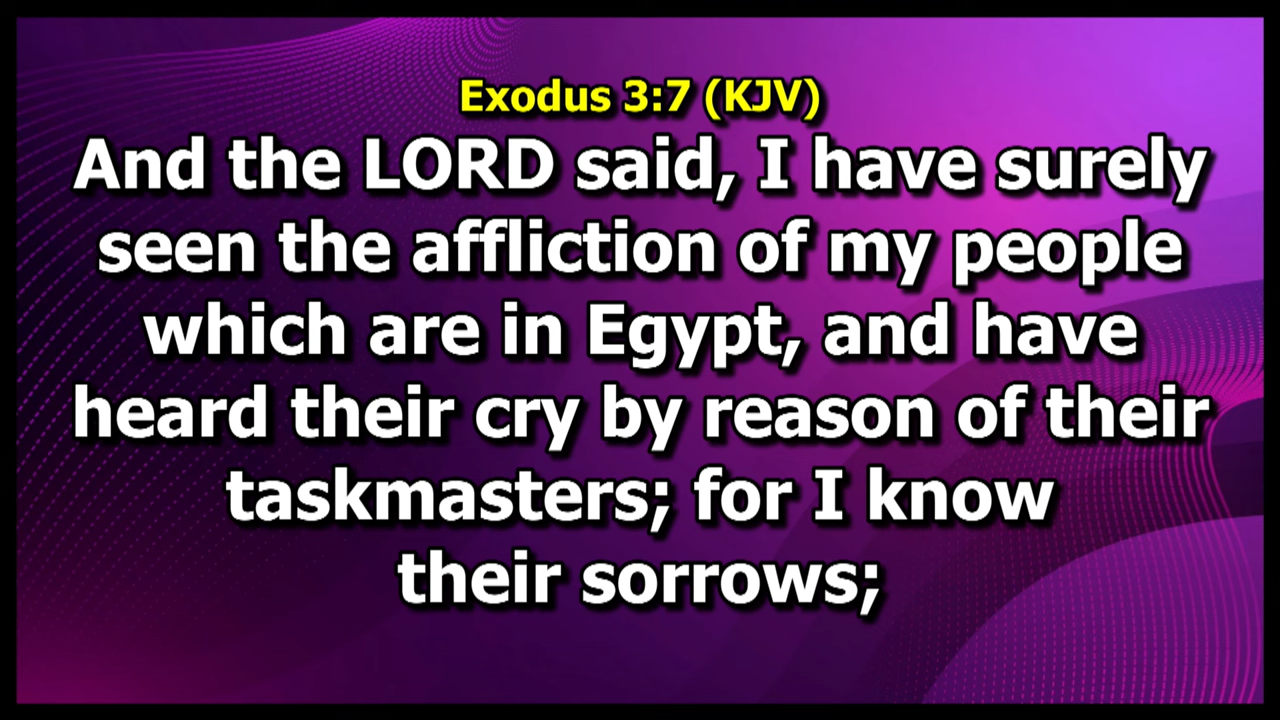 Exodus 3:7 (KJV)
And the LORD said, I have surely
seen the affliction of my people
which are in Egypt, and have
heard their cry by reason of their
taskmasters; for I know
their sorrows;